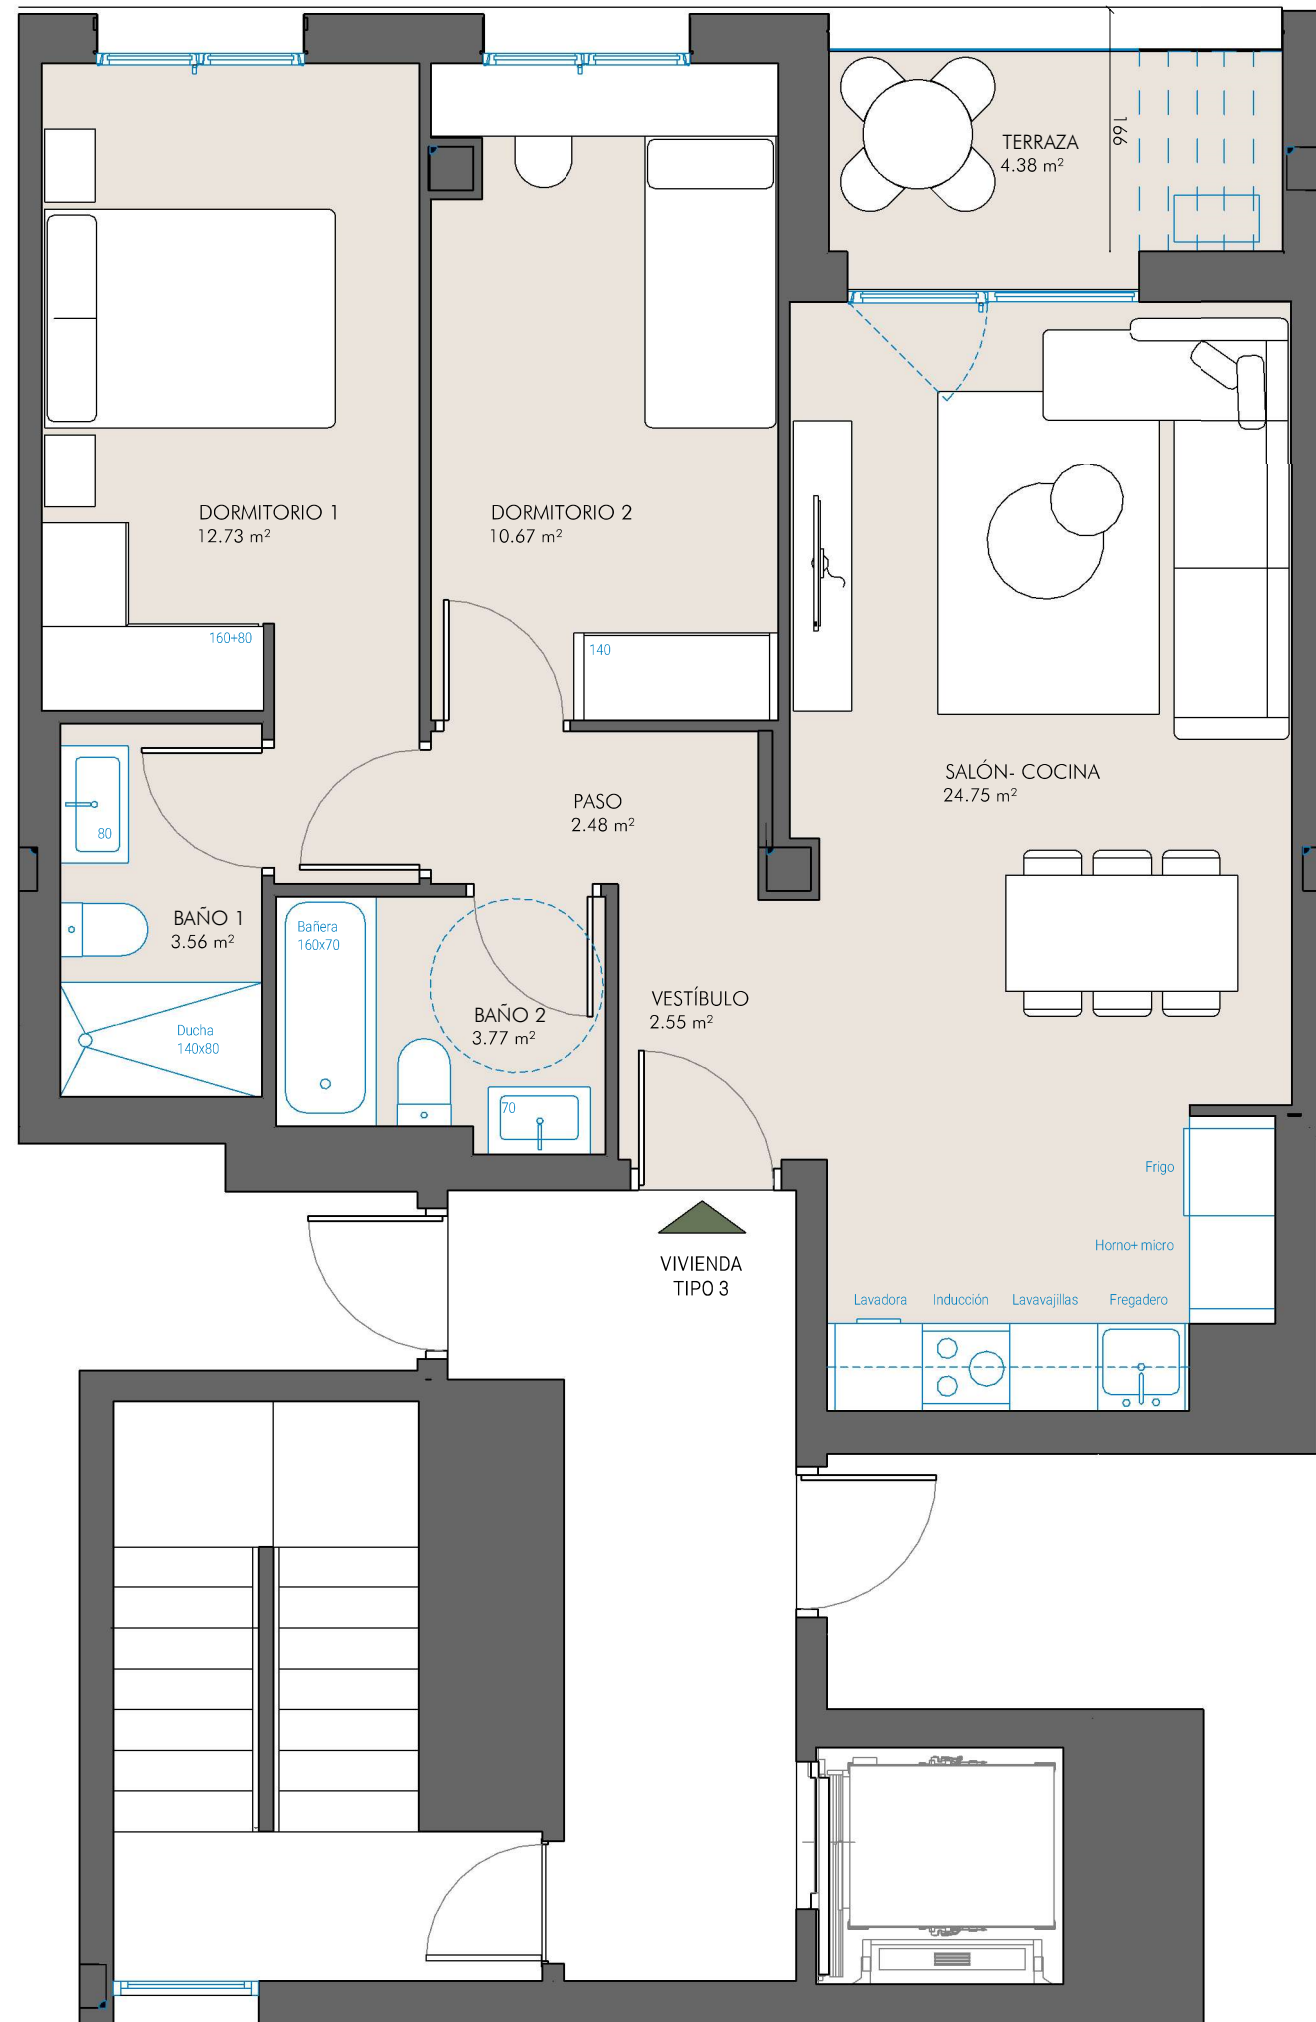 TERRAZA
4.38 m²
166
DORMITORIO 1
12.73 m²
DORMITORIO 2
10.67 m²
160+80
140
SALÓN- COCINA
24.75 m²
PASO
2.48 m²
80
BAÑO 1
3.56 m²
Bañera
160x70
Ducha
140x80
BAÑO 2
3.77 m²
70
VESTÍBULO
2.55 m²
Frigo
Horno+ micro
Lavadora
Inducción
Lavavajillas
Fregadero
VIVIENDA
TIPO 3